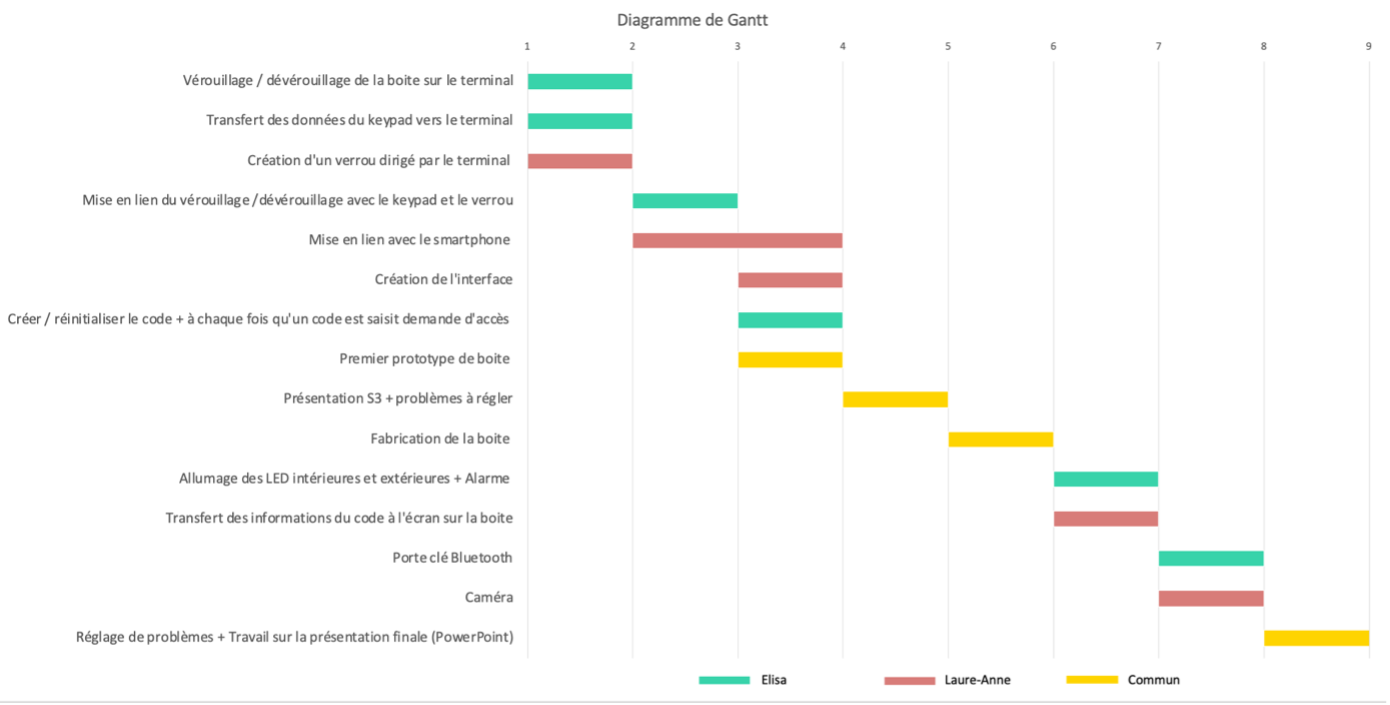 Diagramme de Gantt
1 2 3 4 5 6 7 8 9
Vérouillage / dévérouillage de la boite sur le terminal
Transfert des données du keypad vers le terminal
Création d'un verrou dirigé par le terminal
Mise en lien du vérouillage /dévérouillage avec le keypad et le verrou
Mise en lien avec le smartphone
Création de l'interface
Créer / réinitialiser le code + à chaque fois qu'un code est saisit demande d'accès
Premier prototype de boite
Présentation S3 + problèmes à régler
Fabrication de la boite
Allumage des LED intérieures et extérieures + Alarme
Transfert des informations du code à l'écran sur la boite
Porte clé Bluetooth
Caméra
Réglage de problèmes + Travail sur la présentation finale (PowerPoint)
Elisa Laure-Anne Commun